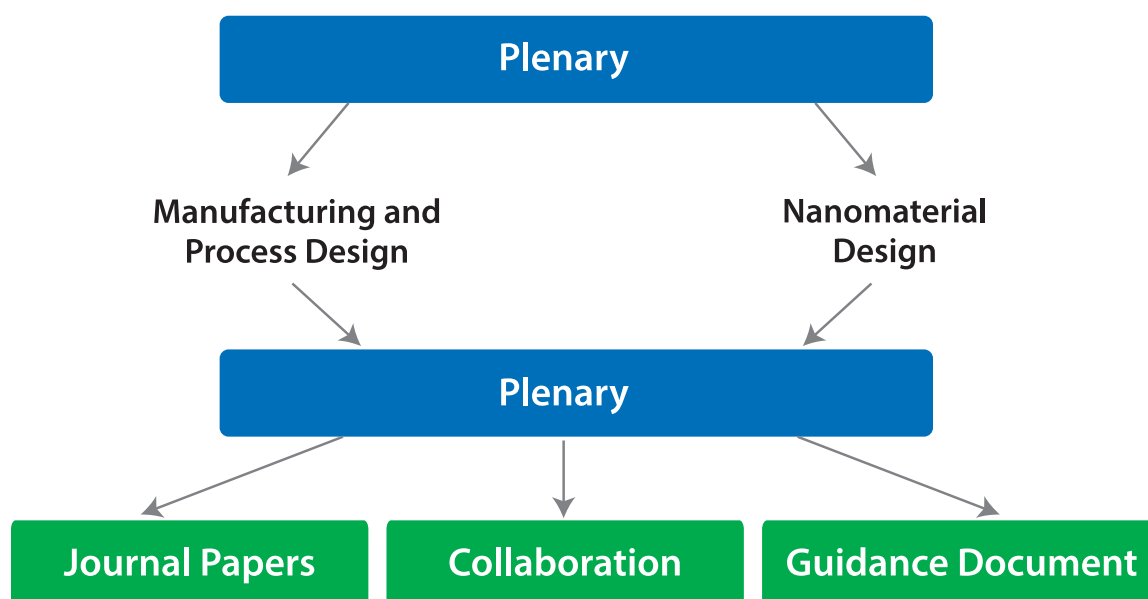 Plenary
Manufacturing and
Process Design
Nanomaterial
Design
Plenary
Journal Papers
Collaboration
Guidance Document